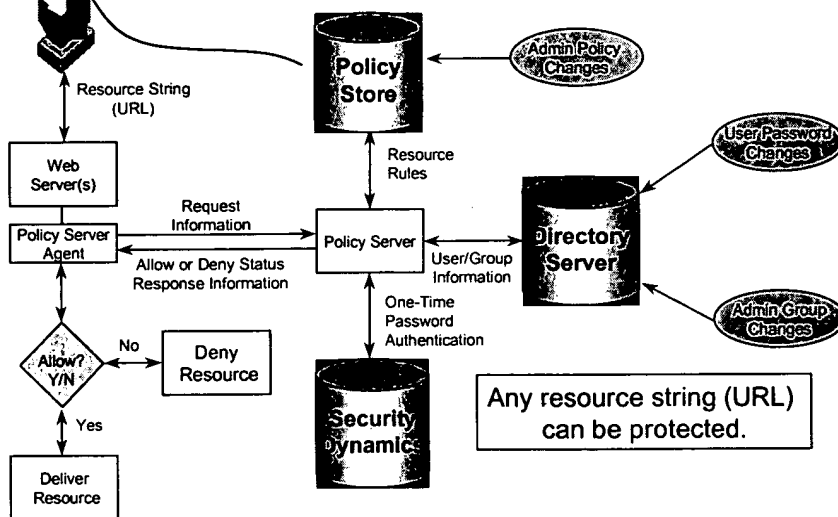 Policy
Store
Admin Policy
Changes
Resource String
(URL)
User Password
Changes
Web
Server(s)
Resource
Rules
Request
Information
Policy Server
Agent
Policy Server
Directory
Server
Allow or Deny Status
Response Information
User/Group
Information
One-Time
Password
Authentication
Admin Group
Changes
Allow?
Y/N
No
Deny
Resource
Security
Dynamics
Any resource string (URL)
can be protected.
Yes
Deliver
Resource